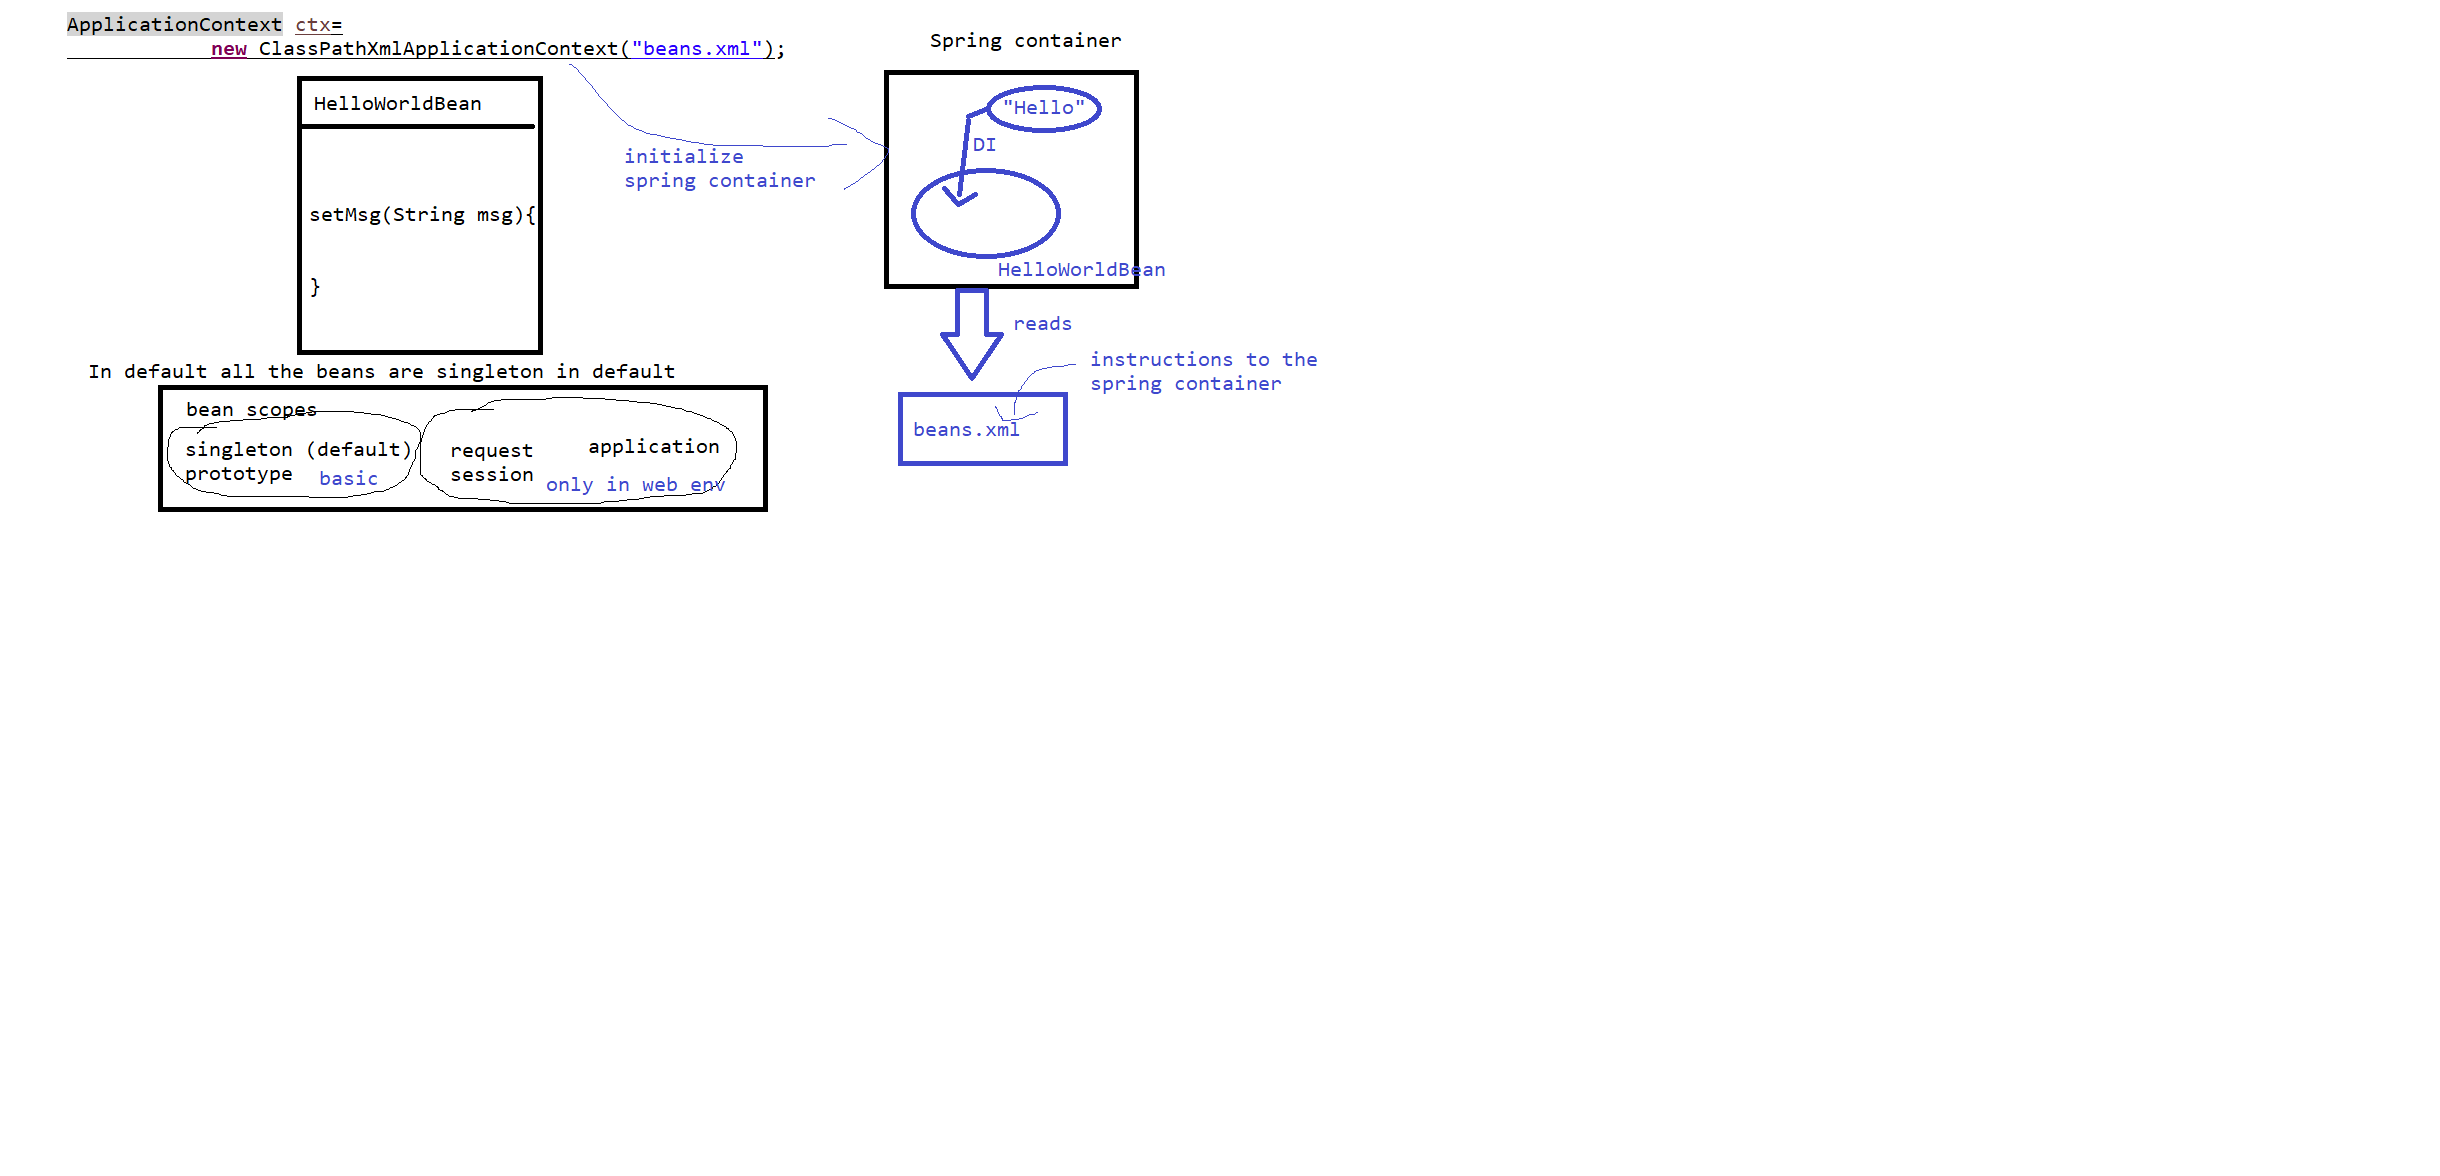 ApplicationContext ctx=
new ClassPathXmlApplicationContext("beans.xml");
Spring container
HelloWorldBean
"Hello"
DI
initialize
spring container
setMsg(String msg){
HelloWorldBean
}
reads
instructions to the
spring container
In default all the beans are singleton in default
bean scopes
singleton (default)
prototype basic
request application
session only in web env
beans.xml